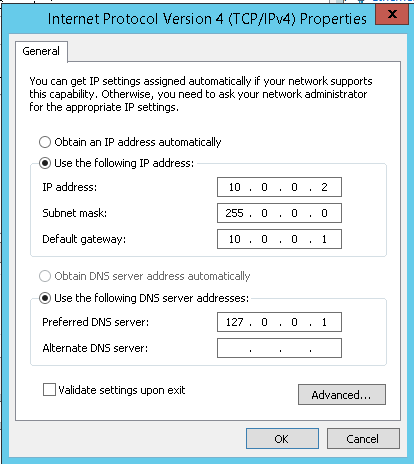 Internet Protocol Version 4 (TCP/IPv4) Properties
General
You can get IP settings assigned automatically if your network supports
this capability. Otherwise, you need to ask your network administrator
for the appropriate IP settings.
Obtain an IP address automatically
Use the following IP address:
IP address: 10 . 0 . 0 . 2
Subnet mask: 255 . 0 . 0 . 0
Default gateway: 10 . 0 . 0 . 1
Obtain DNS server address automatically
Use the following DNS server addresses:
Preferred DNS server: 127 . 0 . 0 . 1
Alternate DNS server: . . .
Validate settings upon exit
Advanced...
OK Cancel